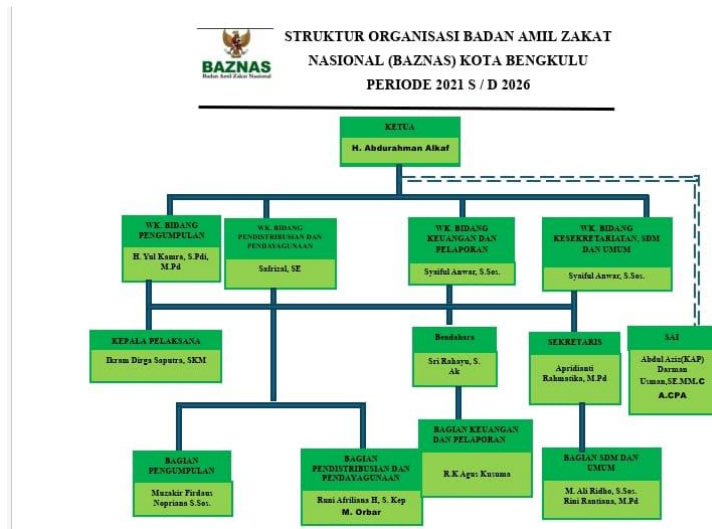 STRUKTUR ORGANISASI BADAN AMIL ZAKAT
BAZNAS
Badan Amil Zakat Nasional
NASIONAL (BAZNAS) KOTA BENGKULU
PERIODE 2021 S / D 2026
KETUA
H. Abdurahman Alkaf
WK. BIDANG
PENGUMPULAN
H. Yul Kamra, S.Pdi,
M.Pd
WK. BIDANG
PENDISTRIBUSIAN DAN
PENDAYAGUNAAN
Safrizal, SE
WK. BIDANG
KEUANGAN DAN
PELAPORAN
Syaiful Anwar, S.Sos.
WK. BIDANG
KESEKRETARIATAN, SDM
DAN UMUM
Syaiful Anwar, S.Sos.
KEPALA PELAKSANA
Ikram Dirga Saputra, SKM
Bendahara
Sri Rahayu, S.
Ak
SEKRETARIS
Apridianti
Rahmatika, M.Pd
SAI
Abdul Aziz(KAP)
Darman
Usman,SE.MM.C
A.CPA
BAGIAN
PENGUMPULAN
Muzakir Firdaus
Nopriana S.Sos.
BAGIAN
PENDISTRIBUSIAN DAN
PENDAYAGUNAAN
Runi Afriliana H, S. Kep
M. Orbar
BAGIAN KEUANGAN
DAN PELAPORAN
R.K Agus Kusuma
BAGIAN SDM DAN
UMUM
M. Ali Ridho, S.Sos.
Rini Rantiana, M.Pd